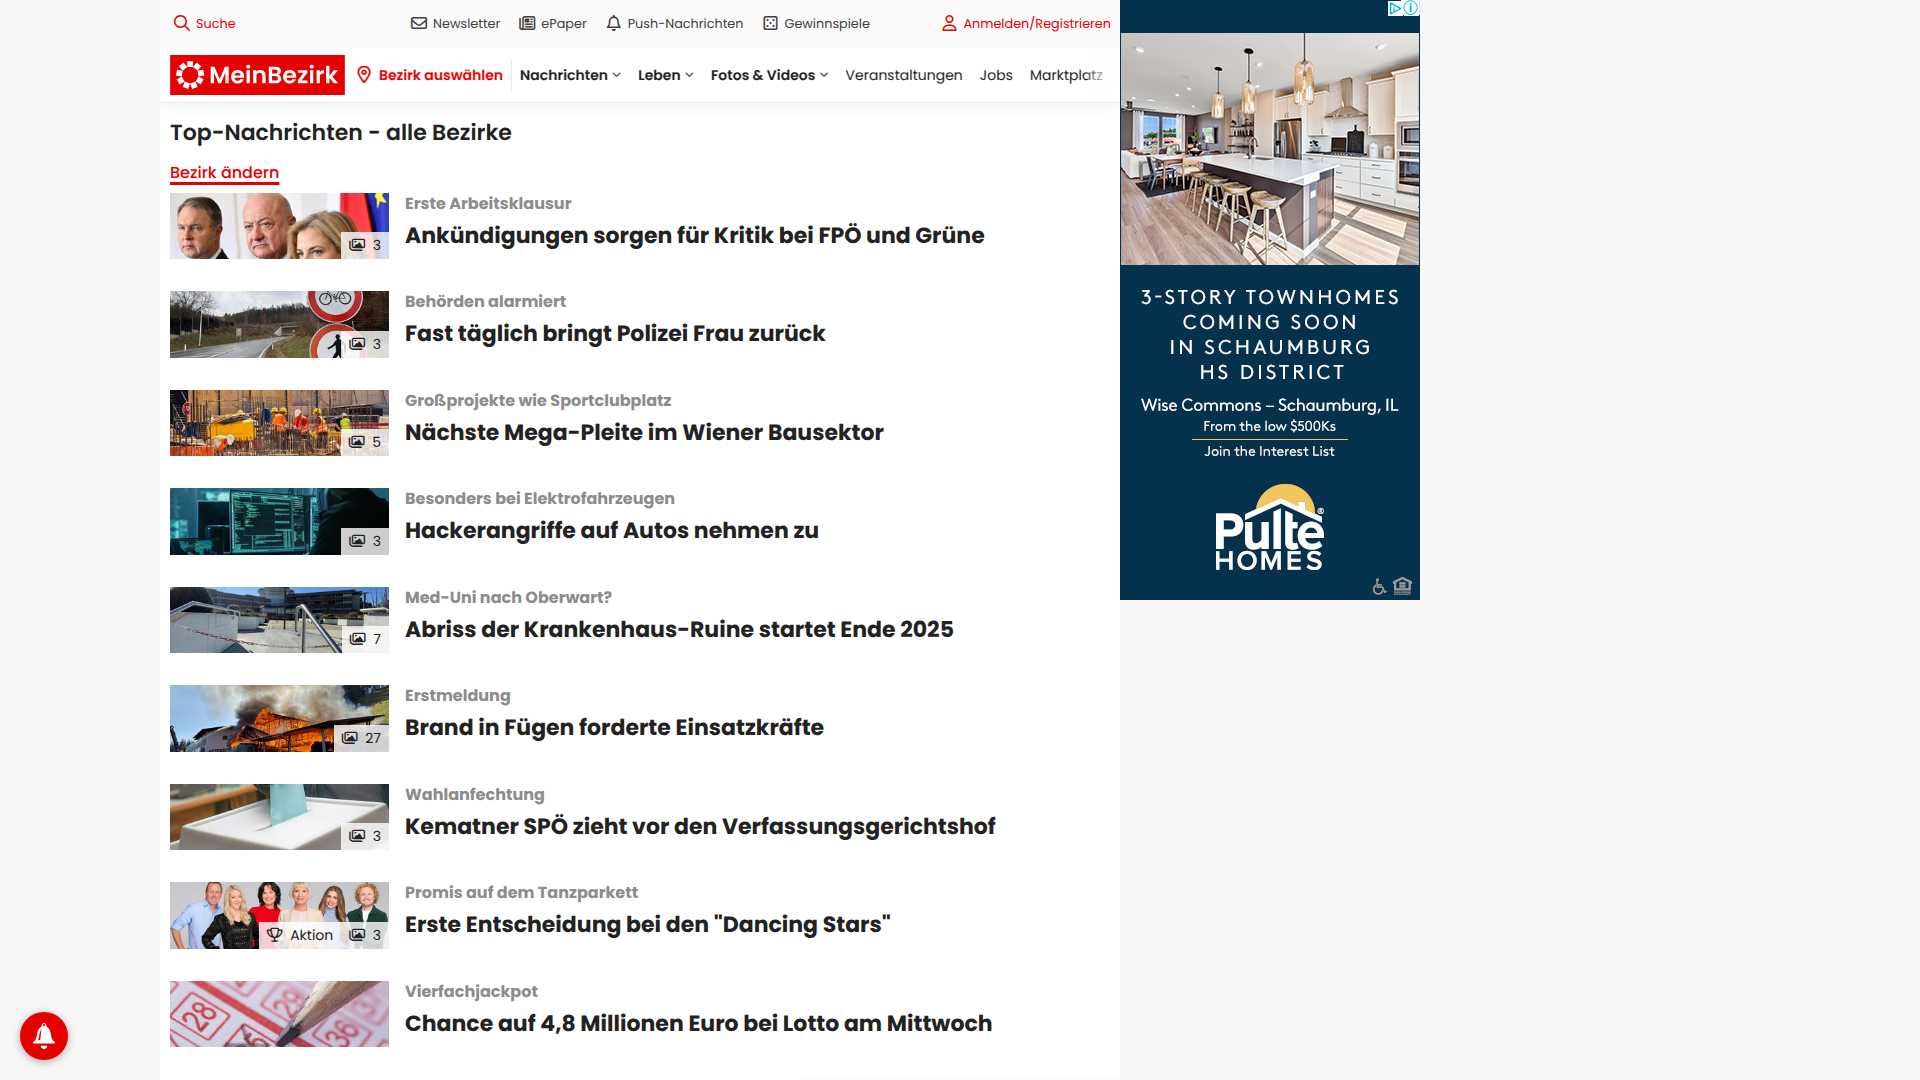 Suche
Newsletter
ePaper
Push-Nachrichten
Gewinnspiele
Anmelden/Registrieren
MeinBezirk
Bezirk auswählen
Nachrichten
Leben
Fotos & Videos
Veranstaltungen
Jobs
Marktplatz
Top-Nachrichten - alle Bezirke
Bezirk ändern
3
Erste Arbeitsklausur
Ankündigungen sorgen für Kritik bei FPÖ und Grüne
3
Behörden alarmiert
Fast täglich bringt Polizei Frau zurück
5
Großprojekte wie Sportclubplatz
Nächste Mega-Pleite im Wiener Bausektor
3
Besonders bei Elektrofahrzeugen
Hackerangriffe auf Autos nehmen zu
7
Med-Uni nach Oberwart?
Abriss der Krankenhaus-Ruine startet Ende 2025
27
Erstmeldung
Brand in Fügen forderte Einsatzkräfte
3
Wahlanfechtung
Kematner SPÖ zieht vor den Verfassungsgerichtshof
Aktion 3
Promis auf dem Tanzparkett
Erste Entscheidung bei den "Dancing Stars"
28
29
36
Vierfachjackpot
Chance auf 4,8 Millionen Euro bei Lotto am Mittwoch
3-STORY TOWNHOMES
COMING SOON
IN SCHAUMBURG
HS DISTRICT
Wise Commons – Schaumburg, IL
From the low $500Ks
Join the Interest List
Pulte®
HOMES